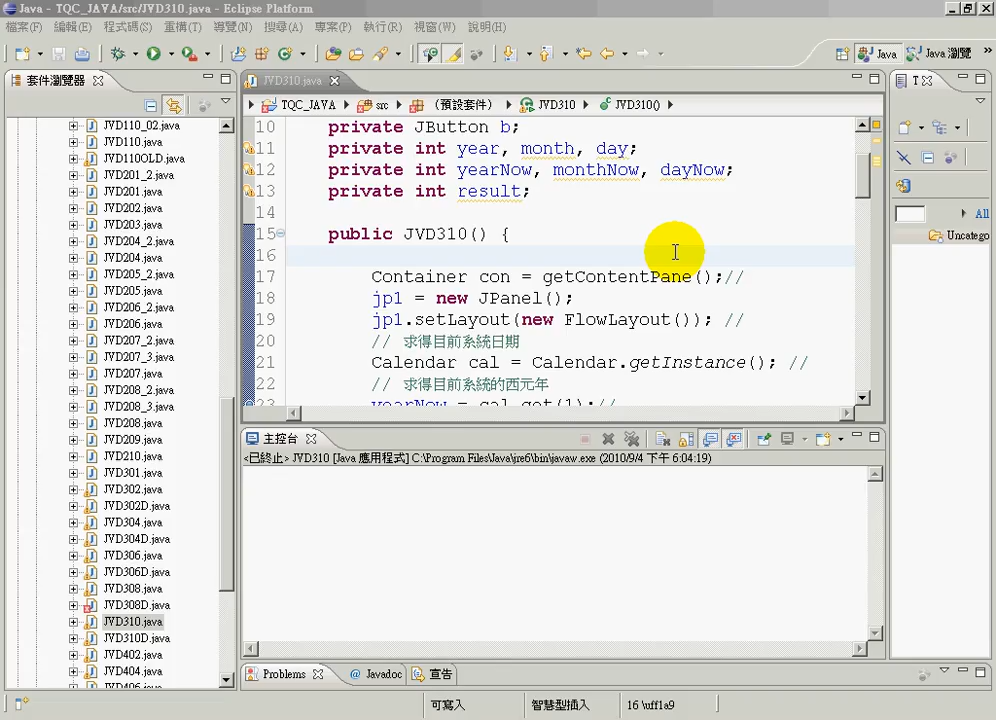 Java - TQC_JAVA/src/JVD310.java - Eclipse Platform
檔案(F) 編輯(E) 程式碼(S) 重構(T) 導覽(N) 搜尋(A) 專案(P) 執行(R) 視窗(W) 說明(H)
Java Java 瀏覽 »
套件瀏覽器
JVD310.java
T
TQC_JAVA src (預設套件) JVD310 JVD310()
JVD110_02.java
JVD110.java
JVD110OLD.java
JVD201_2.java
JVD201.java
JVD202.java
JVD203.java
JVD204_2.java
JVD204.java
JVD205_2.java
JVD205.java
JVD206_2.java
JVD206.java
JVD207_2.java
JVD207_3.java
JVD207.java
JVD208_2.java
JVD208_3.java
JVD208.java
JVD209.java
JVD210.java
JVD301.java
JVD302.java
JVD302D.java
JVD304.java
JVD304D.java
JVD306.java
JVD306D.java
JVD308.java
JVD308D.java
JVD310.java
JVD310D.java
JVD402.java
JVD404.java
JVD406.java
10 private JButton b;
11 private int year, month, day;
12 private int yearNow, monthNow, dayNow;
13 private int result;
14
15 public JVD310() {
16
17 Container con = getContentPane();//
18 jp1 = new JPanel();
19 jp1.setLayout(new FlowLayout()); //
20 // 求得目前系統日期
21 Calendar cal = Calendar.getInstance(); //
22 // 求得目前系統的西元年
23 yearNow = cal.get(1);//
All
Uncatego
主控台
<已終止> JVD310 [Java 應用程式] C:\Program Files\Java\jre6\bin\javaw.exe (2010/9/4 下午 6:04:19)
Problems @ Javadoc 宣告
可寫入 智慧型插入 16 \uff1a9